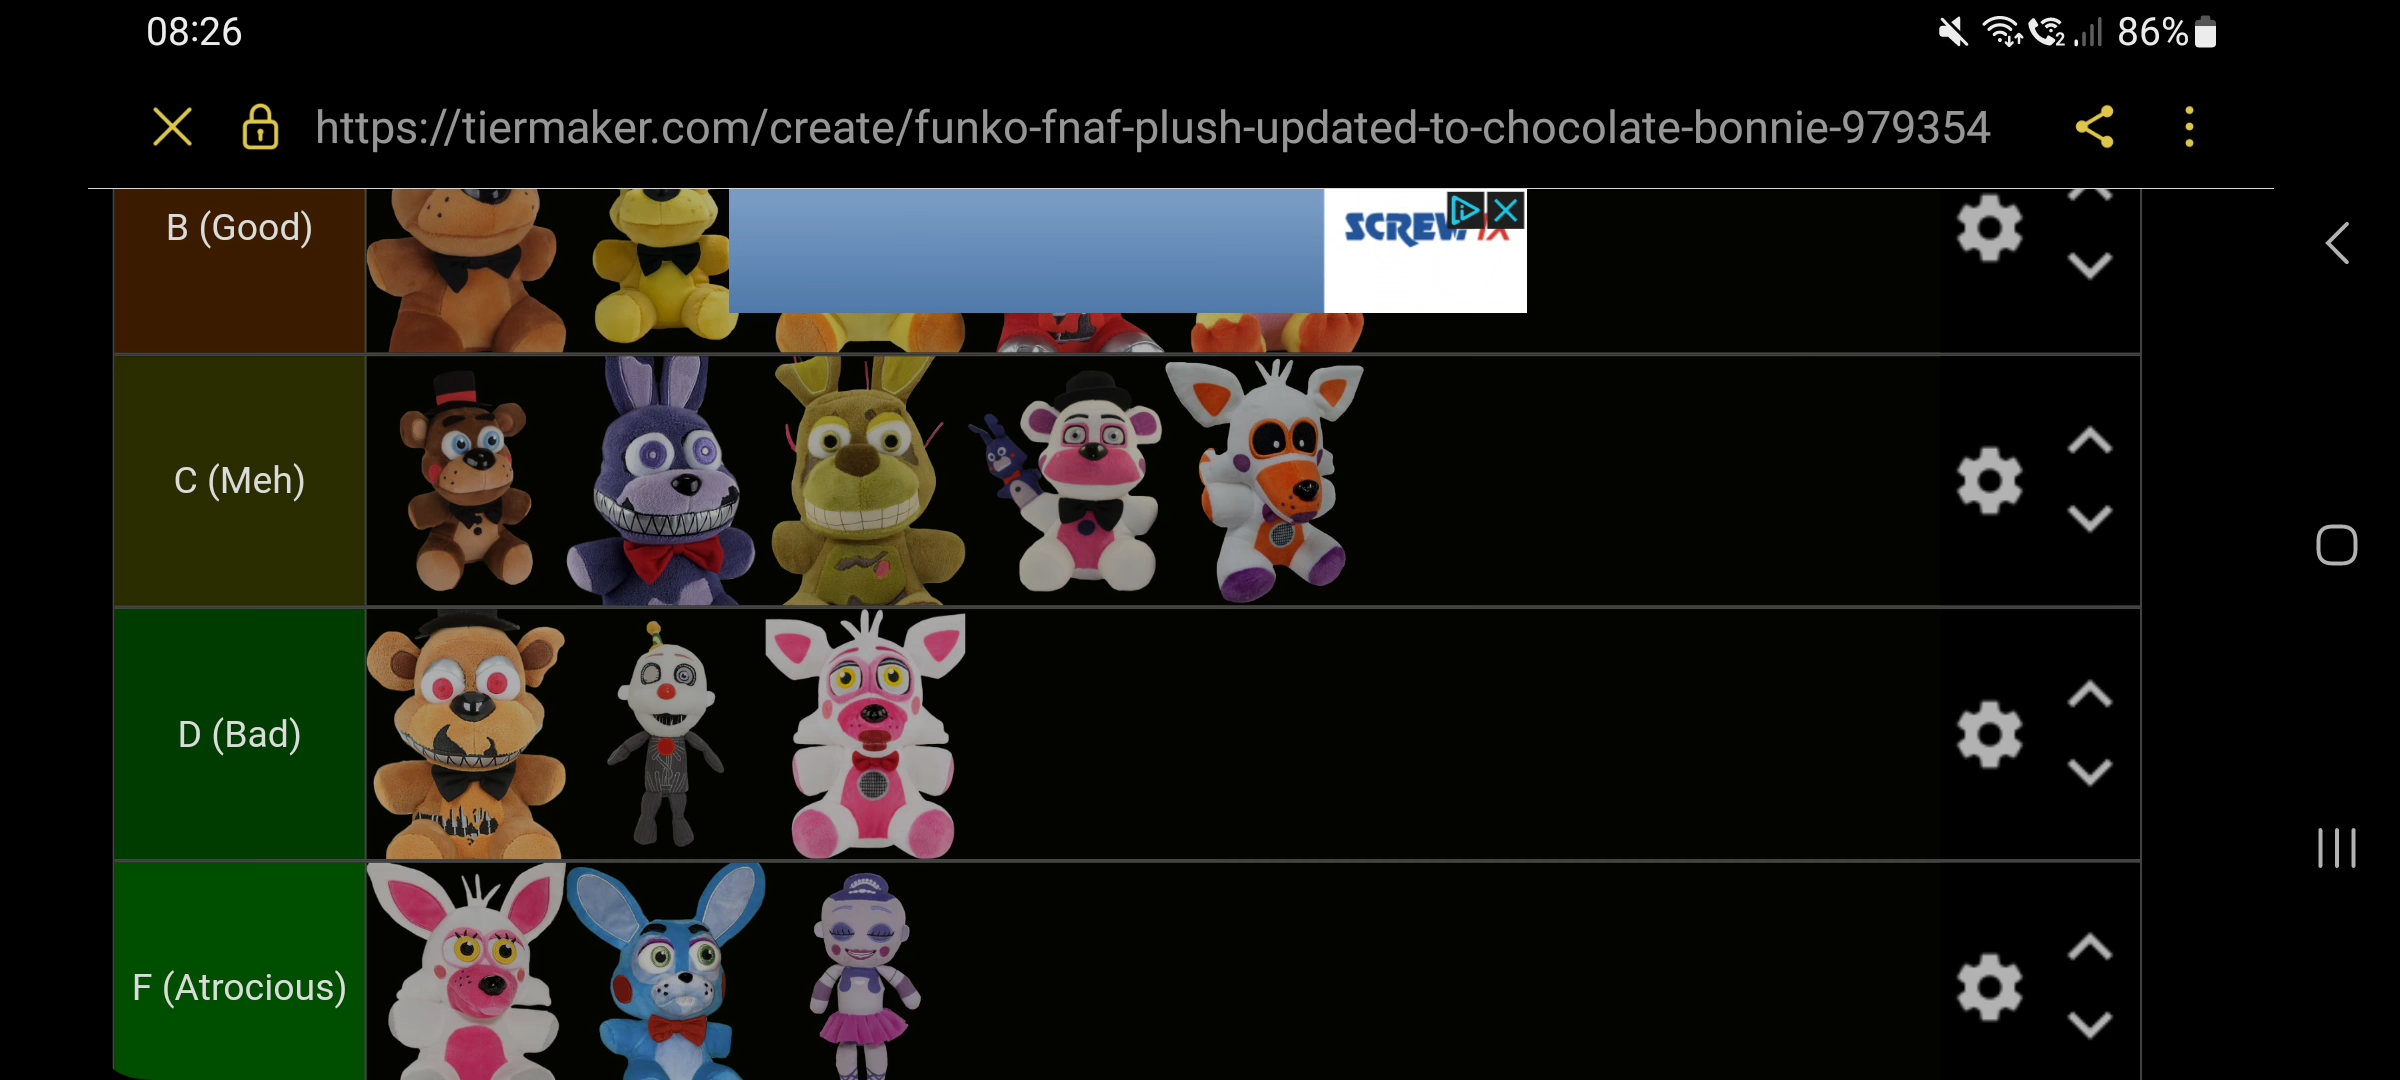 08:26
86%
https://tiermaker.com/create/funko-fnaf-plush-updated-to-chocolate-bonnie-979354
B (Good)
C (Meh)
D (Bad)
F (Atrocious)